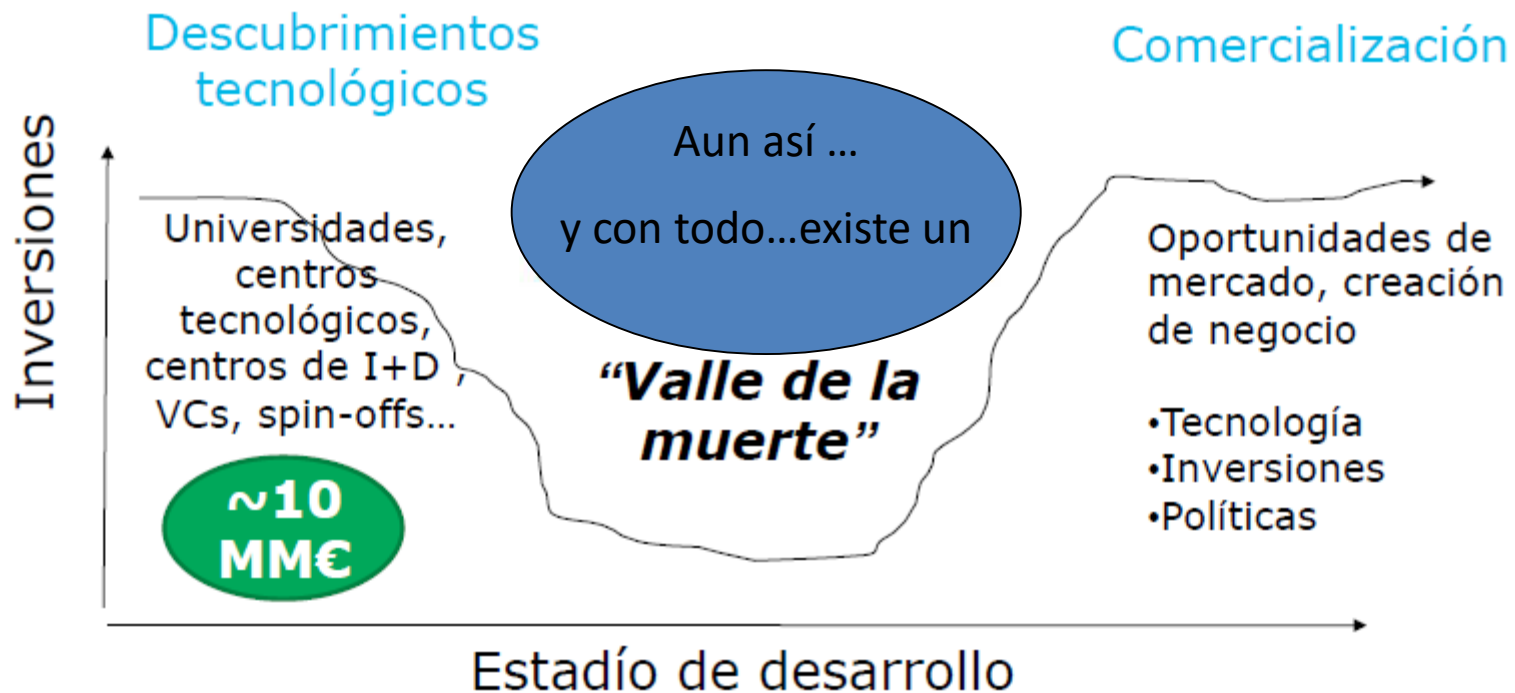 Descubrimientos
tecnológicos
Comercialización
Inversiones
Aun así ...
y con todo...existe un
“Valle de la
muerte”
Universidades,
centros
tecnológicos,
centros de I+D ,
VCs, spin-offs...
~10
MM€
Oportunidades de
mercado, creación
de negocio
•Tecnología
•Inversiones
•Políticas
Estadío de desarrollo